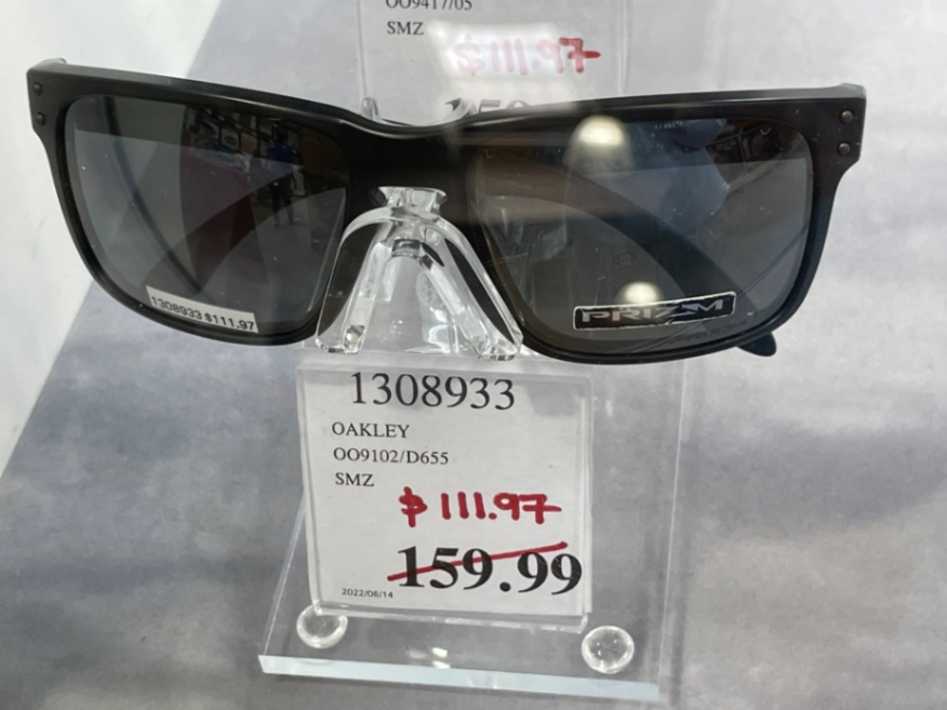 OO9417/05
SMZ
$111.97
1308933 $111.97
PRIZM
1308933
OAKLEY
OO9102/D655
SMZ
$111.97
159.99
2022/06/14